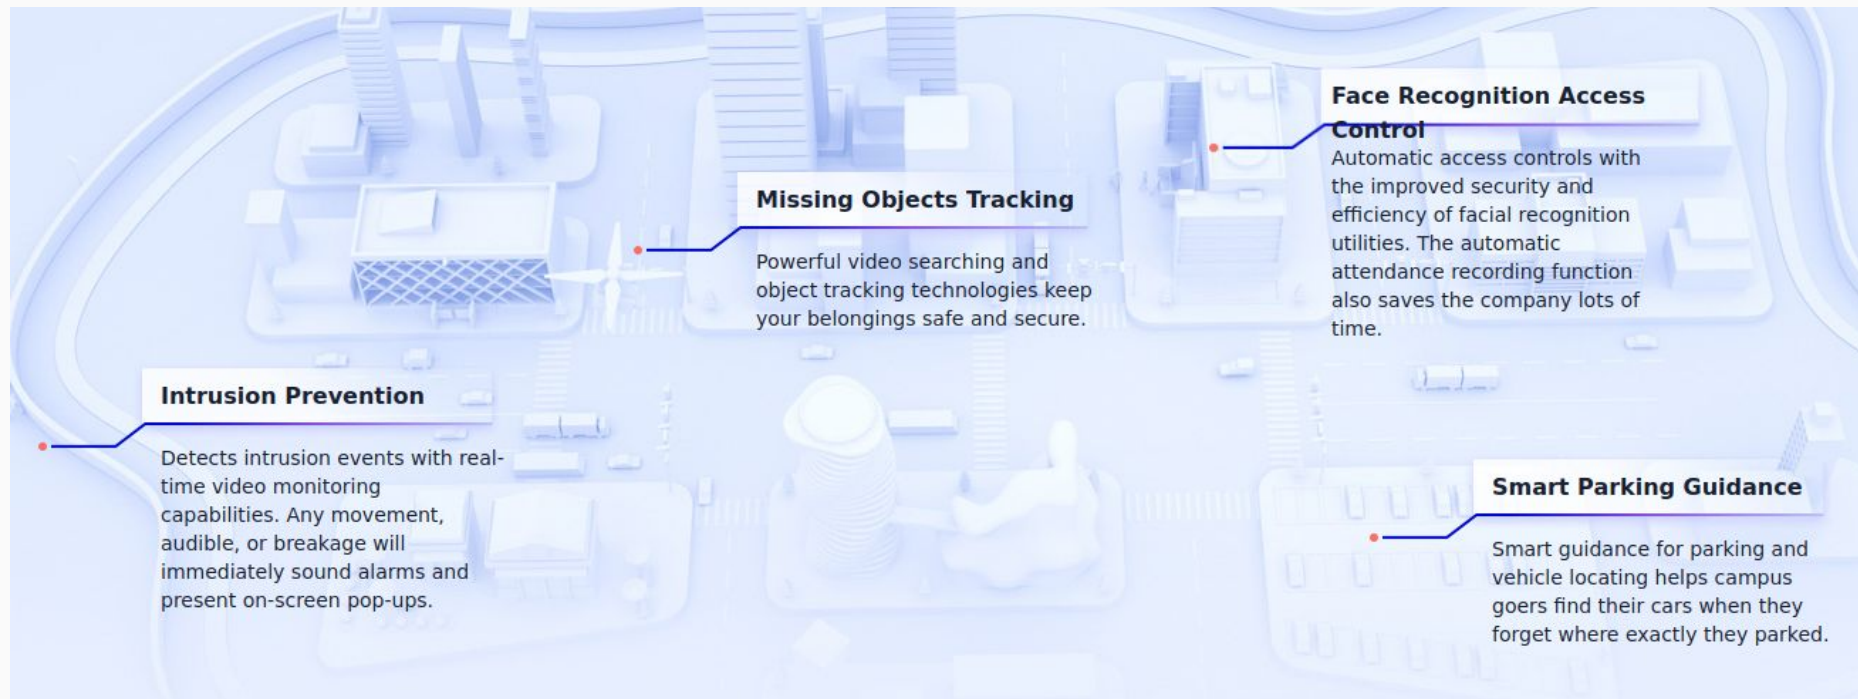 Face Recognition Access
Control
Automatic access controls with
the improved security and
efficiency of facial recognition
utilities. The automatic
attendance recording function
also saves the company lots of
time.
Missing Objects Tracking
Powerful video searching and
object tracking technologies keep
your belongings safe and secure.
Intrusion Prevention
Detects intrusion events with real-
time video monitoring
capabilities. Any movement,
audible, or breakage will
immediately sound alarms and
present on-screen pop-ups.
Smart Parking Guidance
Smart guidance for parking and
vehicle locating helps campus
goers find their cars when they
forget where exactly they parked.